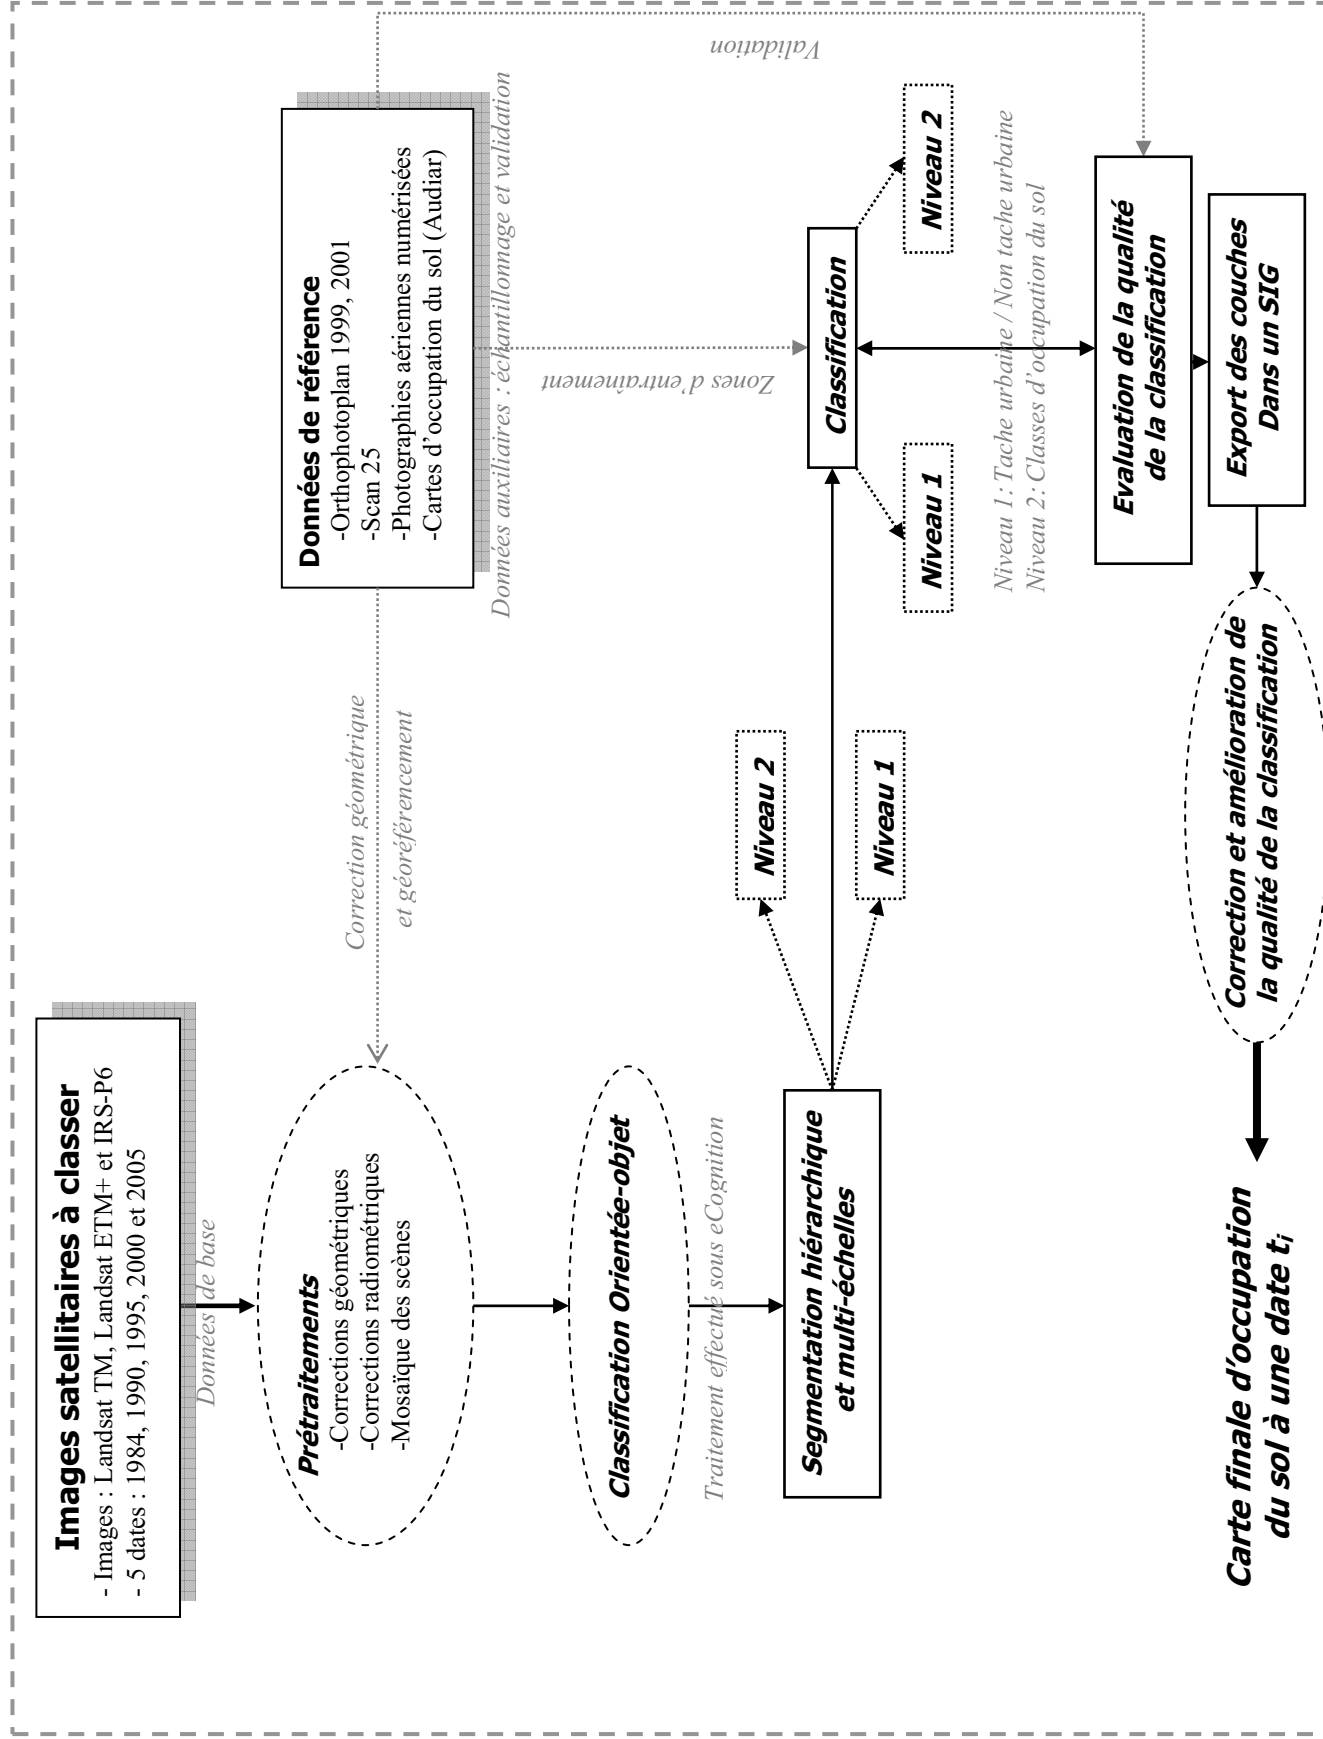 Images satellitaires à classer
- Images : Landsat TM, Landsat ETM+ et IRS-P6
- 5 dates : 1984, 1990, 1995, 2000 et 2005
Données de base
Données de référence
-Orthophotoplan 1999, 2001
-Scan 25
-Photographies aériennes numérisées
-Cartes d'occupation du sol (Audiar)
Données auxiliaires : échantillonnage et validation
Validation
Correction géométrique
et géoréférencement
Prétraitements
-Corrections géométriques
-Corrections radiométriques
-Mosaïque des scènes
Zones d'entraînement
Classification Orientée-objet
Traitement effectué sous eCognition
Segmentation hiérarchique
et multi-échelles
Niveau 2
Niveau 1
Classification
Niveau 1
Niveau 2
Niveau 1: Tache urbaine / Non tache urbaine
Niveau 2: Classes d'occupation du sol
Evaluation de la qualité
de la classification
Export des couches
Dans un SIG
Correction et amélioration de
la qualité de la classification
Carte finale d'occupation
du sol à une date ti